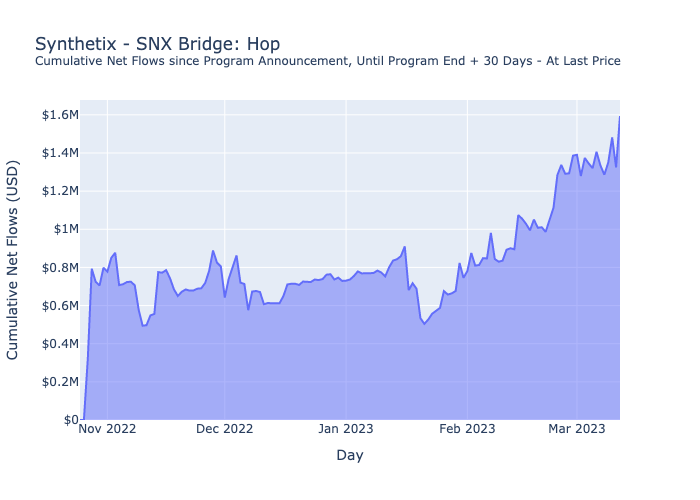 Synthetix - SNX Bridge: Hop
Cumulative Net Flows since Program Announcement, Until Program End + 30 Days - At Last Price
$1.6M
$1.4M
$1.2M
$1M
$0.8M
$0.6M
$0.4M
$0.2M
$0
Cumulative Net Flows (USD)
Nov 2022
Dec 2022
Jan 2023
Feb 2023
Mar 2023
Day